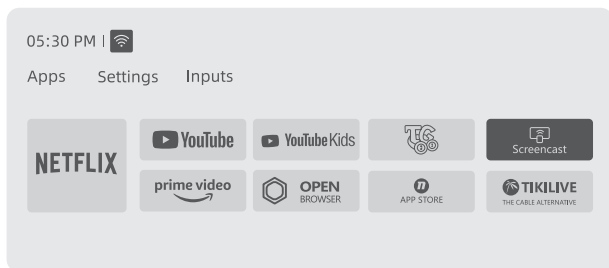 05:30 PM |
Apps Settings Inputs
NETFLIX
YouTube
YouTube Kids
TG
Screencast
prime video
OPEN
BROWSER
APP STORE
TIKILIVE
THE CABLE ALTERNATIVE